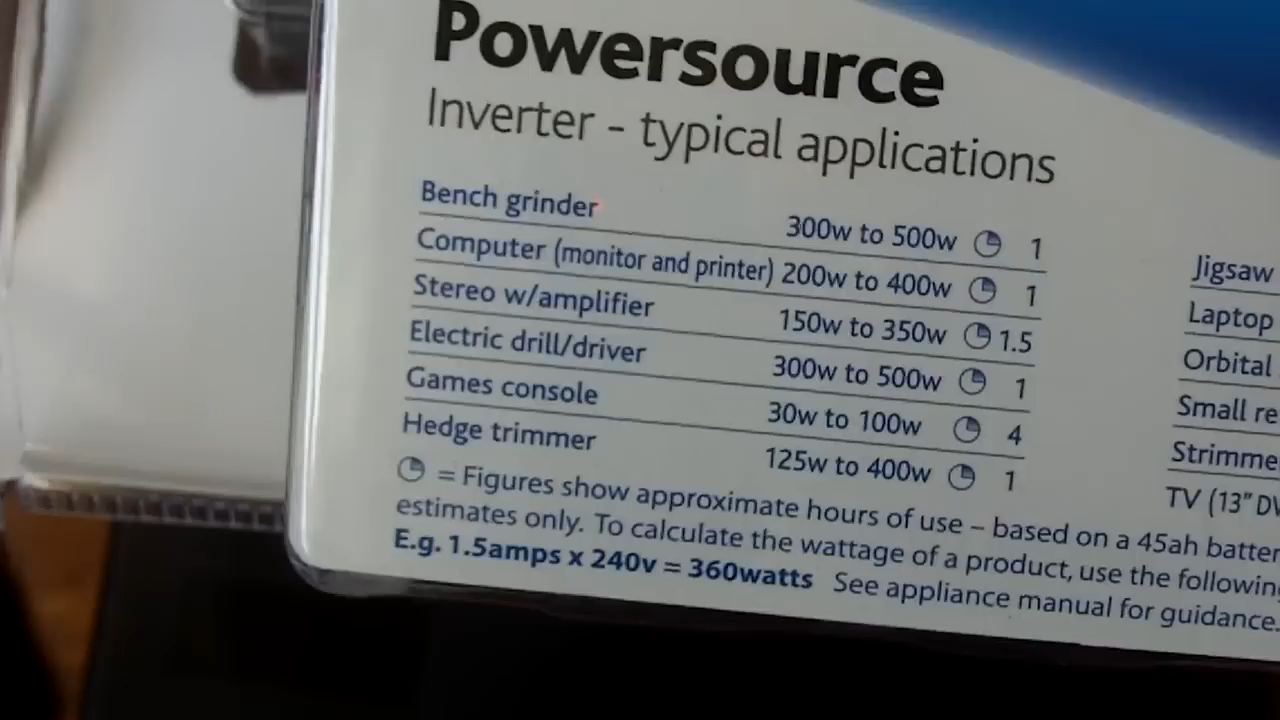 Powersource
Inverter - typical applications
Bench grinder 300w to 500w 1
Computer (monitor and printer) 200w to 400w 1
Stereo w/amplifier 150w to 350w 1.5
Electric drill/driver 300w to 500w 1
Games console 30w to 100w 4
Hedge trimmer 125w to 400w 1
= Figures show approximate hours of use – based on a 45ah
estimates only. To calculate the wattage of a product, use the
E.g. 1.5amps x 240v = 360watts See appliance manual for guidance.
Jigsaw
Laptop
Orbital
Small
TV (13"